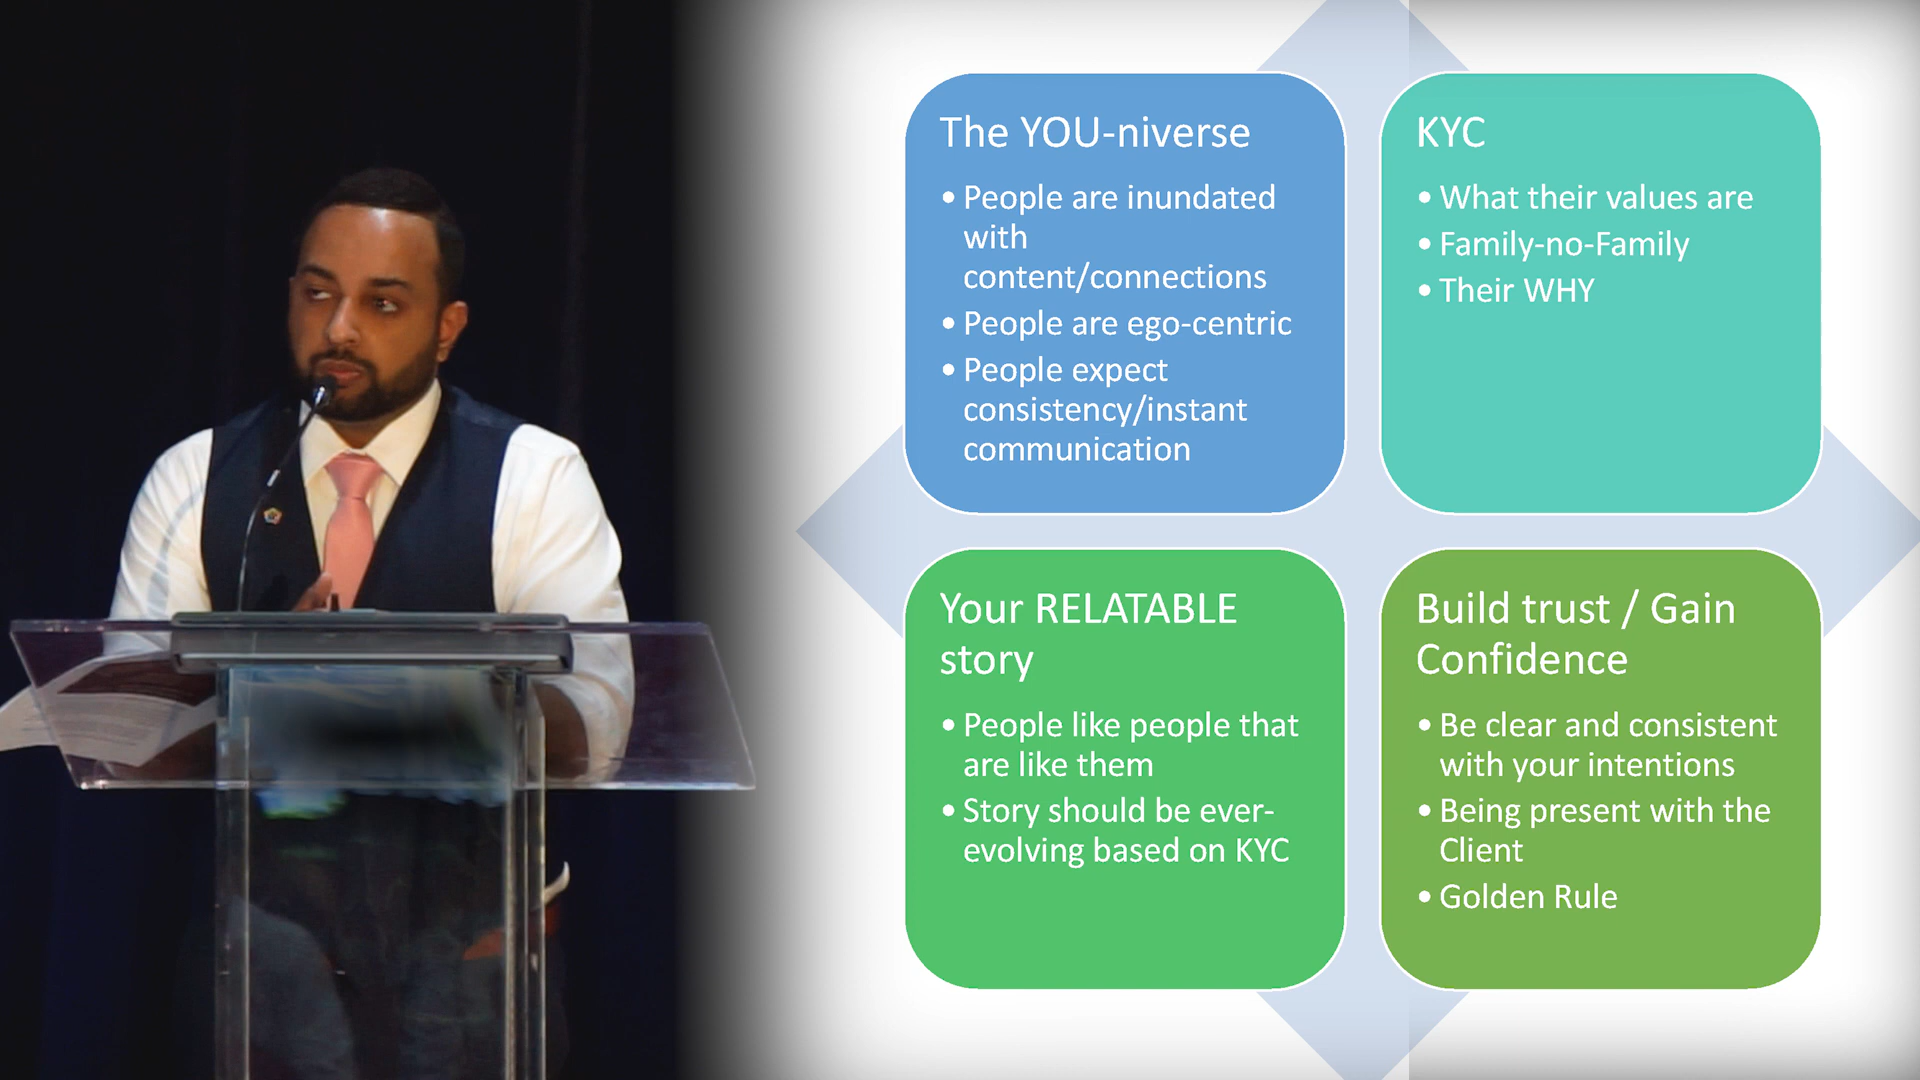 The YOU-niverse
• People are inundated
with
content/connections
• People are ego-centric
• People expect
consistency/instant
communication
KYC
• What their values are
• Family-no-Family
• Their WHY
Your RELATABLE
story
• People like people that
are like them
• Story should be ever-
evolving based on KYC
Build trust / Gain
Confidence
• Be clear and consistent
with your intentions
• Being present with the
Client
• Golden Rule